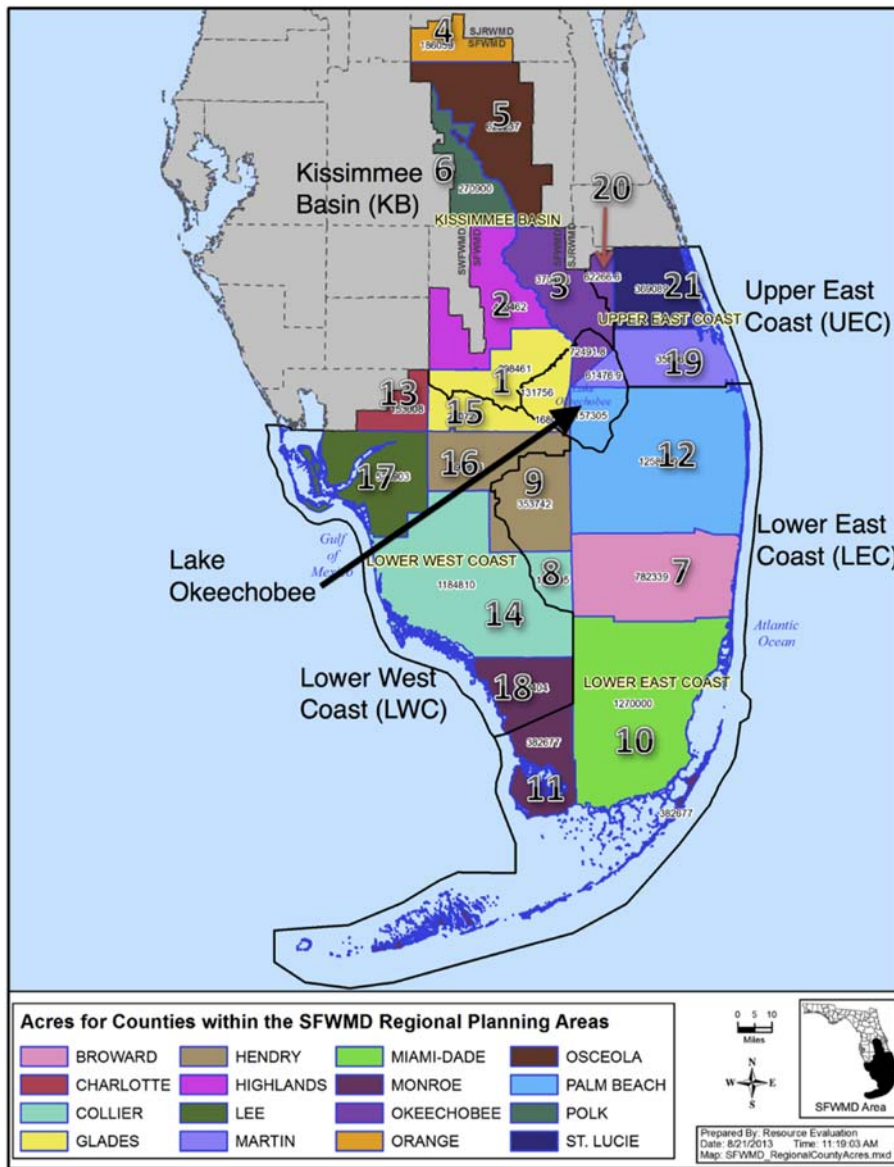 4
SJRWMD
SFWMD
5
6
Kissimmee
Basin (KB)
270900
KISSIMMEE BASIN
20
SWFWMD
SFWMD
SFWMD
SJRWMD
3
62266.6
21
Upper East
Coast (UEC)
UPPER EAST COAST
2
72491.8
19
61476.9
1
131756
Okeechobee
157305
13
15
12
16
17
9
353742
Lake
Okeechobee
Gulf
of
Mexico
LOWER WEST COAST
8
7
782339
Lower East
Coast (LEC)
1184810
14
Atlantic
Ocean
Lower West
Coast (LWC)
18
LOWER EAST COAST
1270000
10
382677
11
382677
Acres for Counties within the SFWMD Regional Planning Areas
BROWARD HENDRY MIAMI-DADE OSCEOLA
CHARLOTTE HIGHLANDS MONROE PALM BEACH
COLLIER LEE OKEECHOBEE POLK
GLADES MARTIN ORANGE ST. LUCIE
0 5 10
Miles
N
W E
S
SFWMD Area
Prepared By: Resource Evaluation
Date: 8/21/2013 Time: 11:19:03 AM
Map: SFWMD_RegionalCountyAcres.mxd